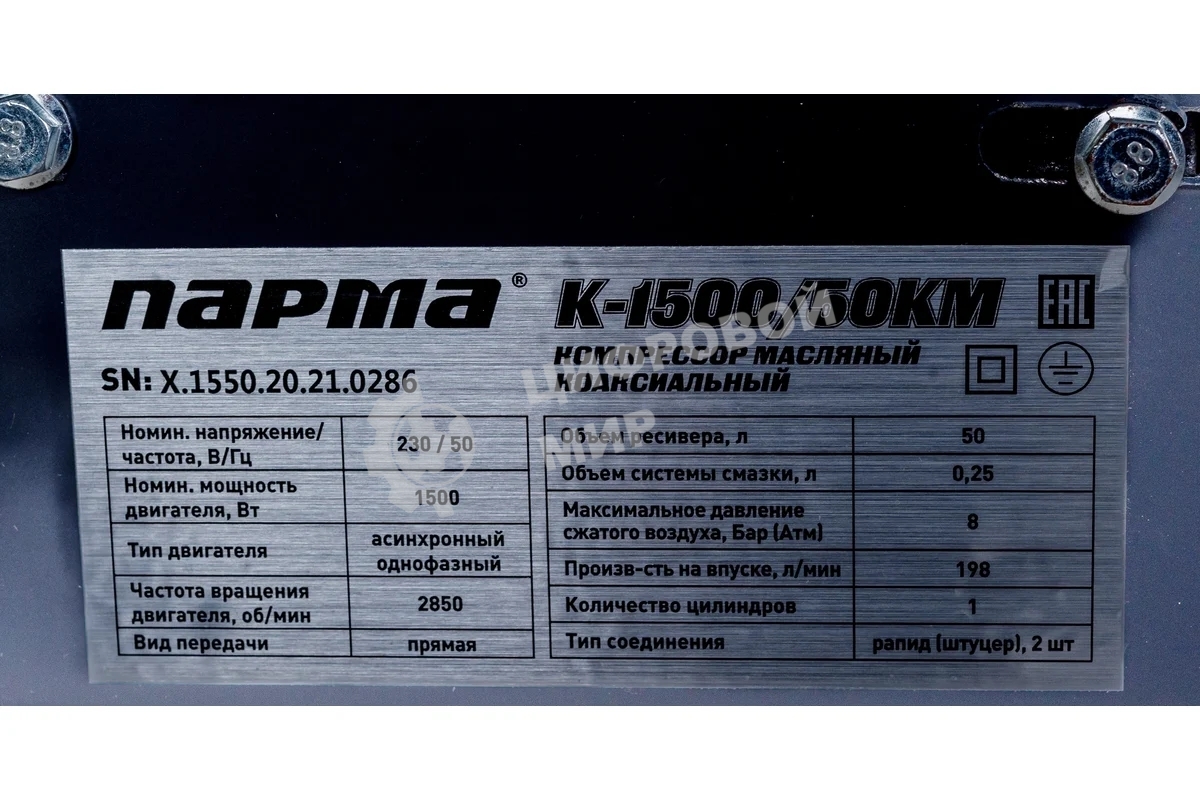 8.8
8.8
ПАРМА® К-1500/50КМ EAC
КОМПРЕССОР МАСЛЯНЫЙ
КОАКСИАЛЬНЫЙ
SN: X.1550.20.21.0286
Номин. напряжение/
частота, В/Гц 230 / 50
Номин. мощность
двигателя, Вт 1500
Тип двигателя асинхронный
однофазный
Частота вращения
двигателя, об/мин 2850
Вид передачи прямая
Объем ресивера, л 50
Объем системы смазки, л 0,25
Максимальное давление
сжатого воздуха, Бар (Атм) 8
Произв-сть на впуске, л/мин 198
Количество цилиндров 1
Тип соединения рапид (штуцер), 2 шт
ЦИФРОВОЙ
МИР